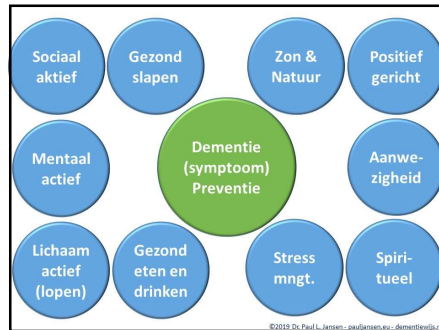 Sociaal
aktief
Gezond
slapen
Zon &
Natuur
Positief
gericht
Mentaal
actief
Dementie
(symptoom)
Preventie
Aanwe-
zigheid
Lichaam
actief
(lopen)
Gezond
eten en
drinken
Stress
mngt.
Spiri-
tueel
©2019 Dr. Paul L. Jansen - pauljansen.eu - dementiewijs.n